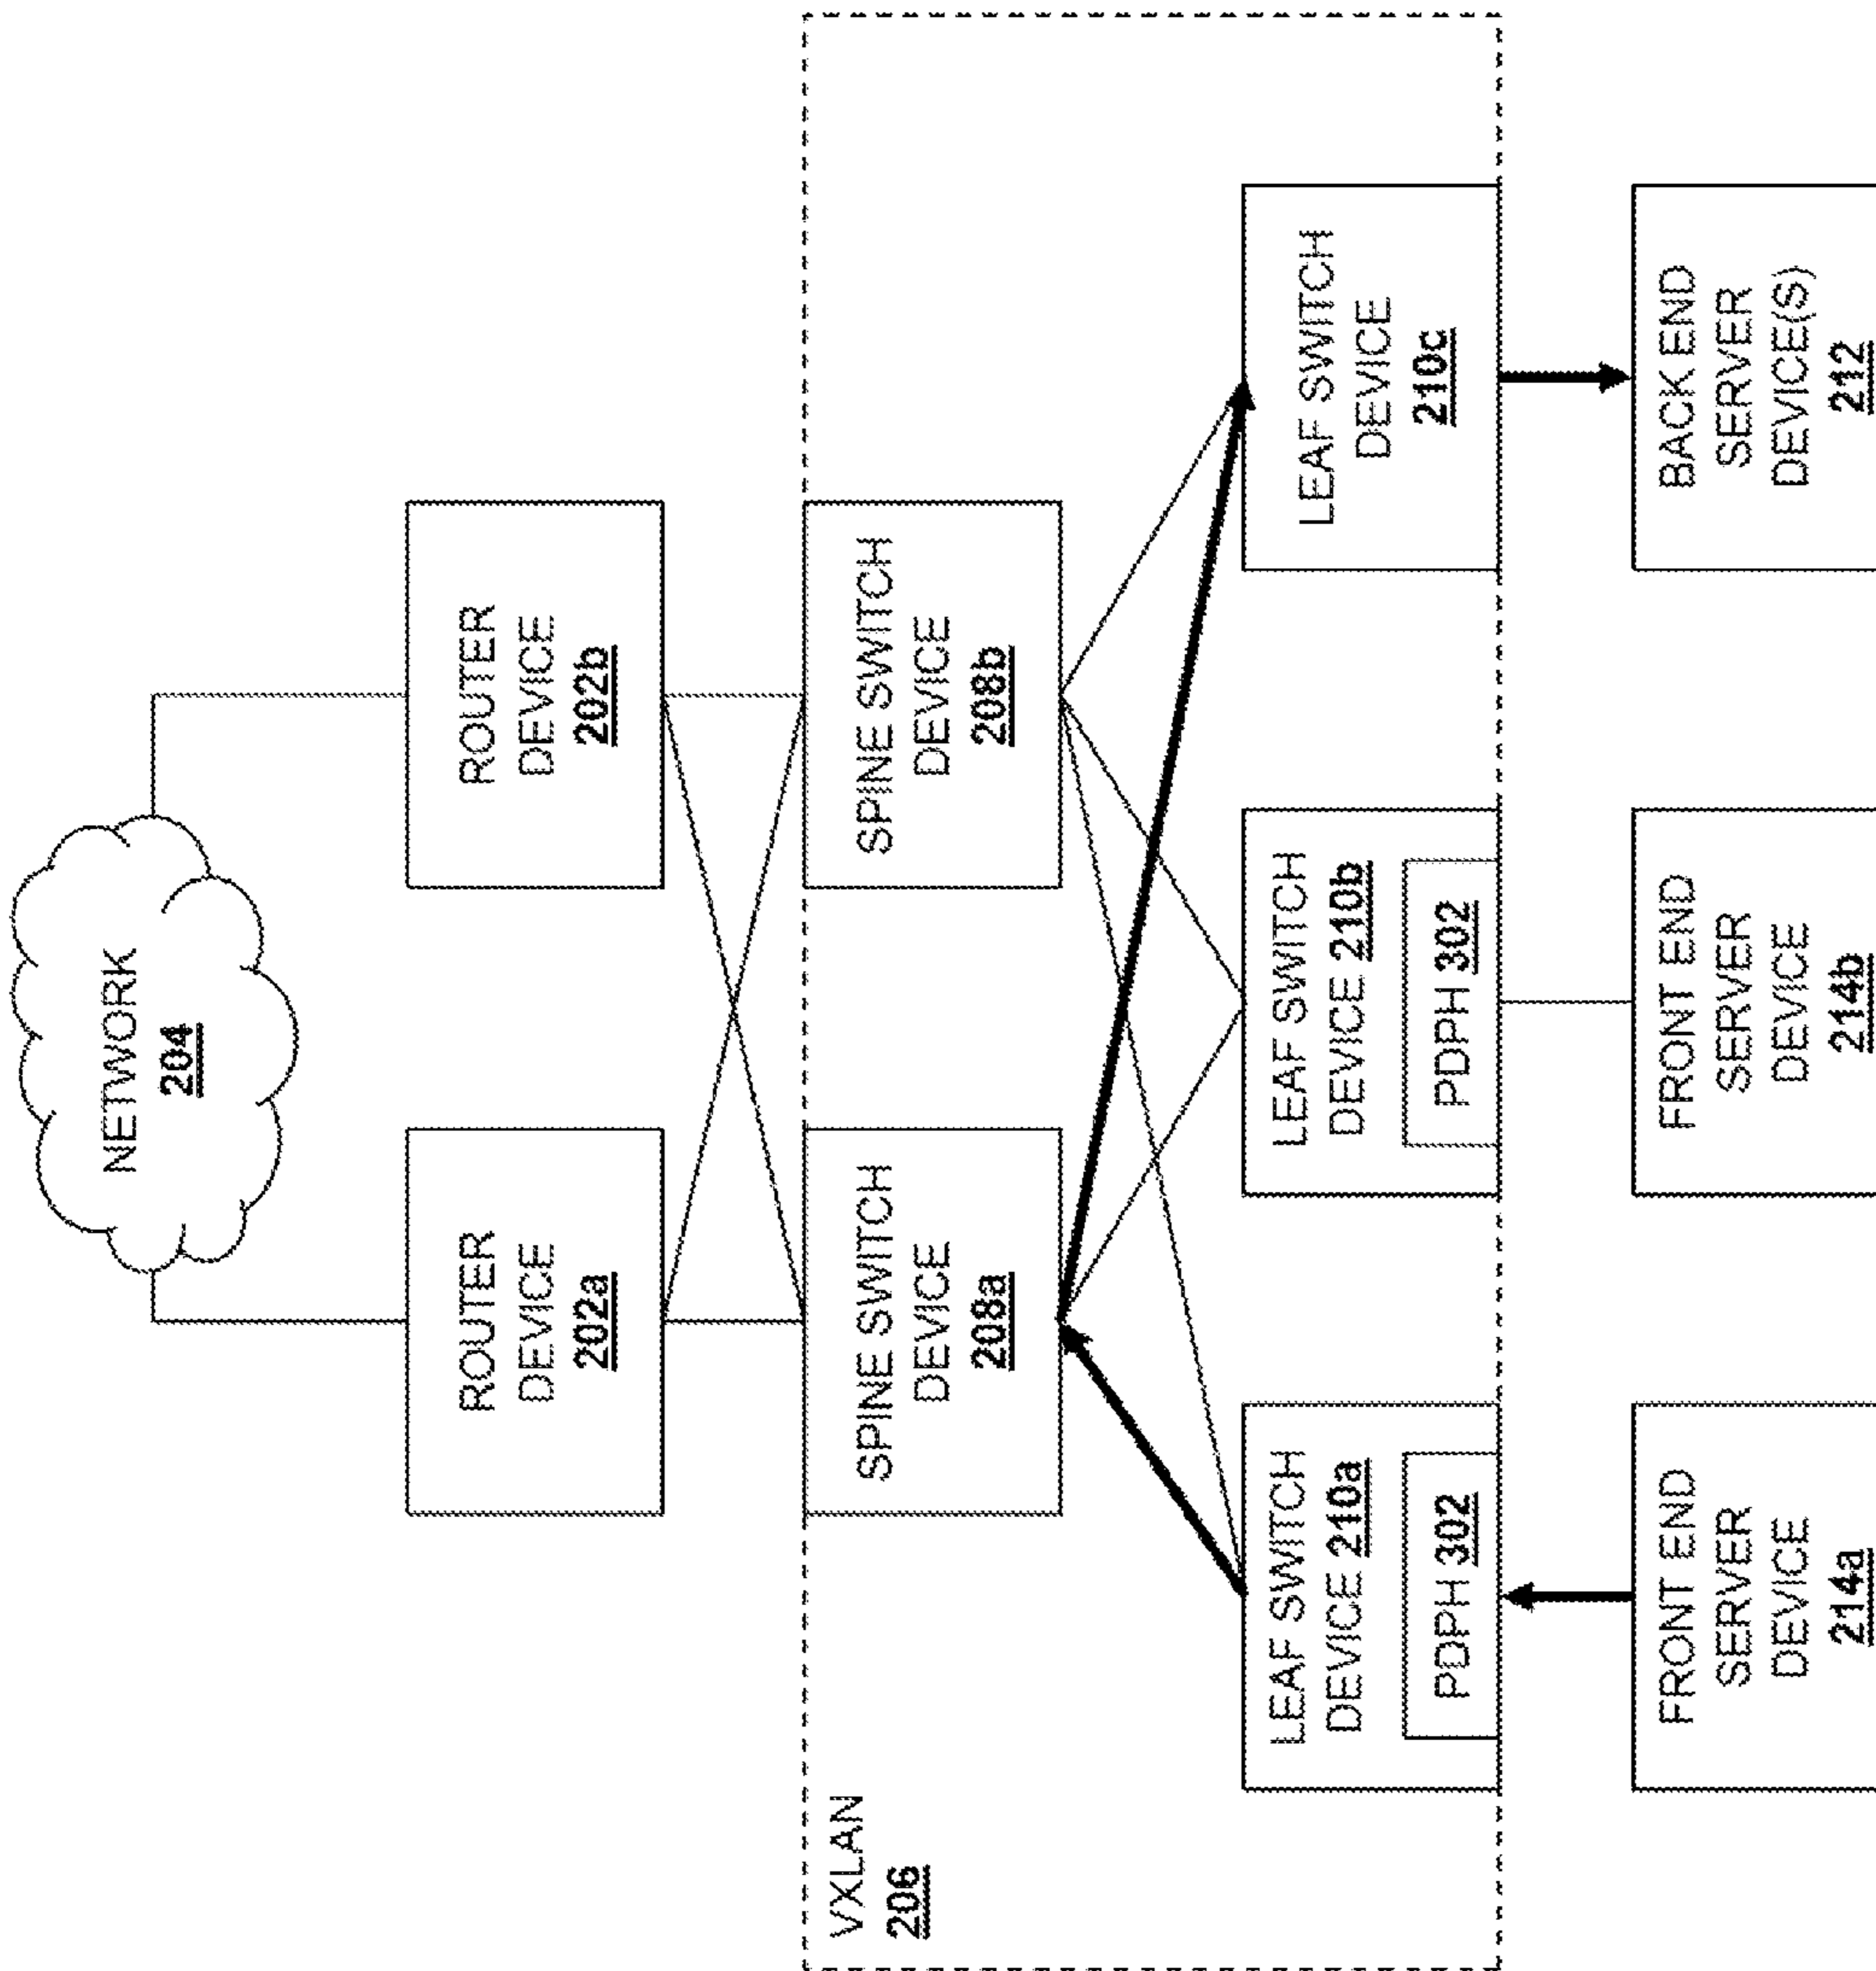 NETWORK
204
ROUTER
DEVICE
202a
ROUTER
DEVICE
202b
VXLAN
206
SPINE SWITCH
DEVICE
208a
SPINE SWITCH
DEVICE
208b
LEAF SWITCH
DEVICE 210a
PDPH 302
LEAF SWITCH
DEVICE 210b
PDPH 302
LEAF SWITCH
DEVICE
210c
FRONT END
SERVER
DEVICE
214a
FRONT END
SERVER
DEVICE
214b
BACK END
SERVER
DEVICE(S)
212